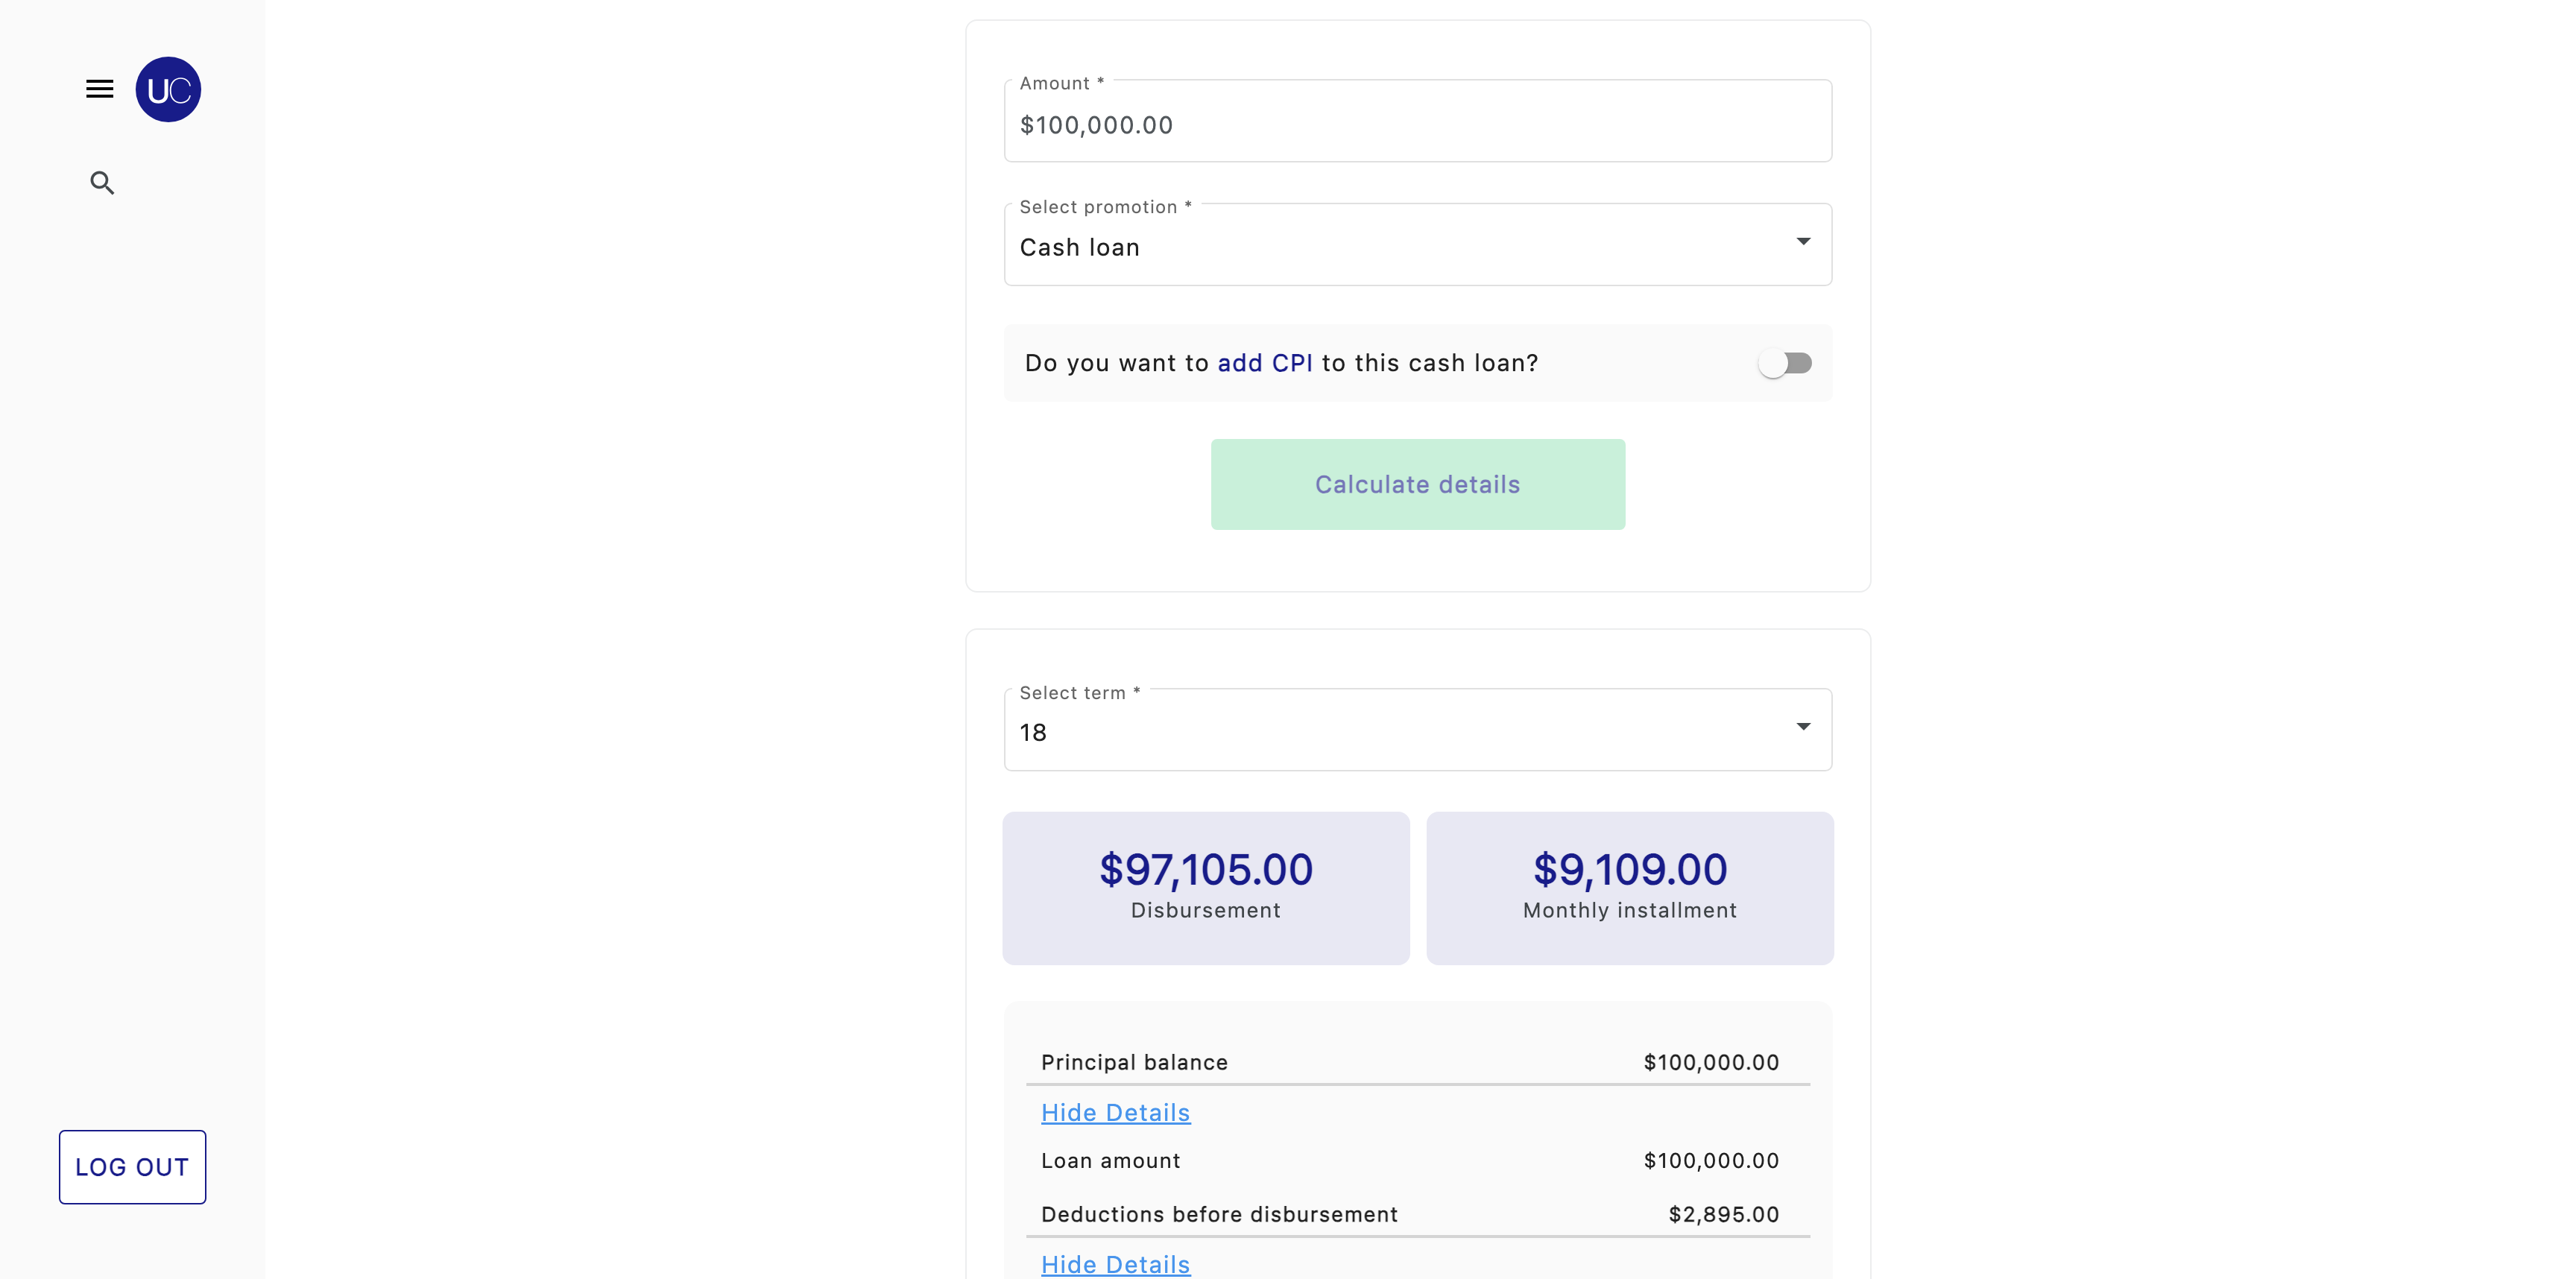 UC
Amount *
$100,000.00
Select promotion *
Cash loan
Do you want to add CPI to this cash loan?
Calculate details
Select term *
18
$97,105.00
Disbursement
$9,109.00
Monthly installment
Principal balance $100,000.00
Hide Details
Loan amount $100,000.00
Deductions before disbursement $2,895.00
Hide Details
LOG OUT